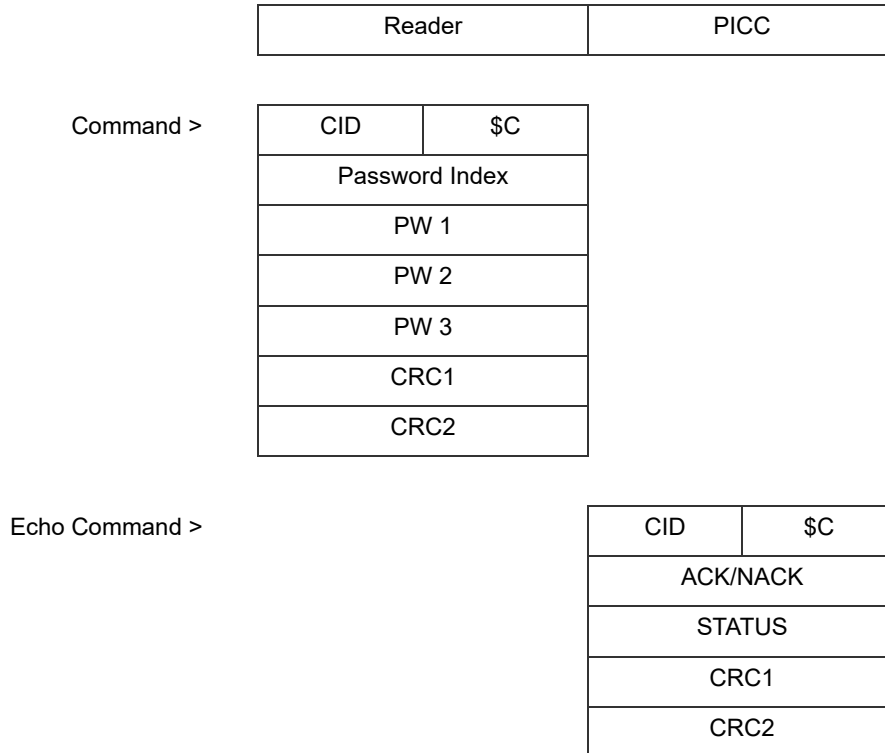 Reader PICC
Command > CID $C
Password Index
PW 1
PW 2
PW 3
CRC1
CRC2
Echo Command > CID $C
ACK/NACK
STATUS
CRC1
CRC2